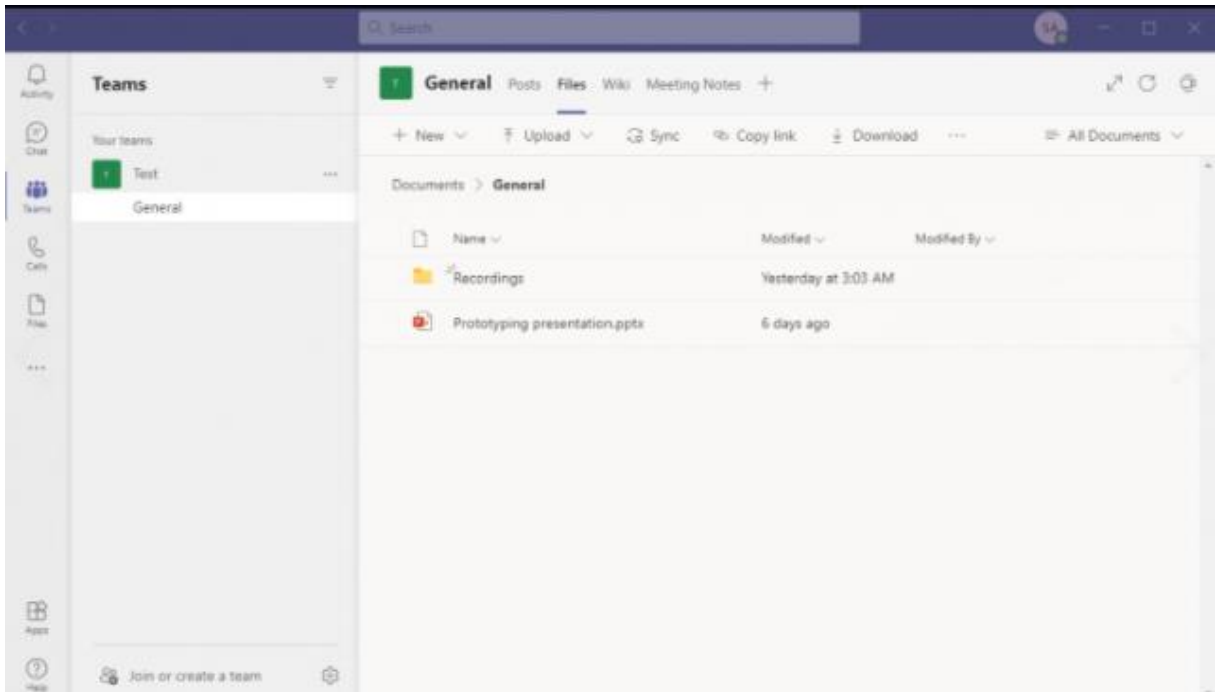 Search
SA
Activity
Chat
Teams
Calls
Files
Apps
Help
Teams
Your teams
T Test
General
Join or create a team
T General Posts Files Wiki Meeting Notes
New Upload Sync Copy link Download All Documents
Documents > General
Name Modified Modified By
Recordings Yesterday at 3:03 AM
Prototyping presentation.pptx 6 days ago